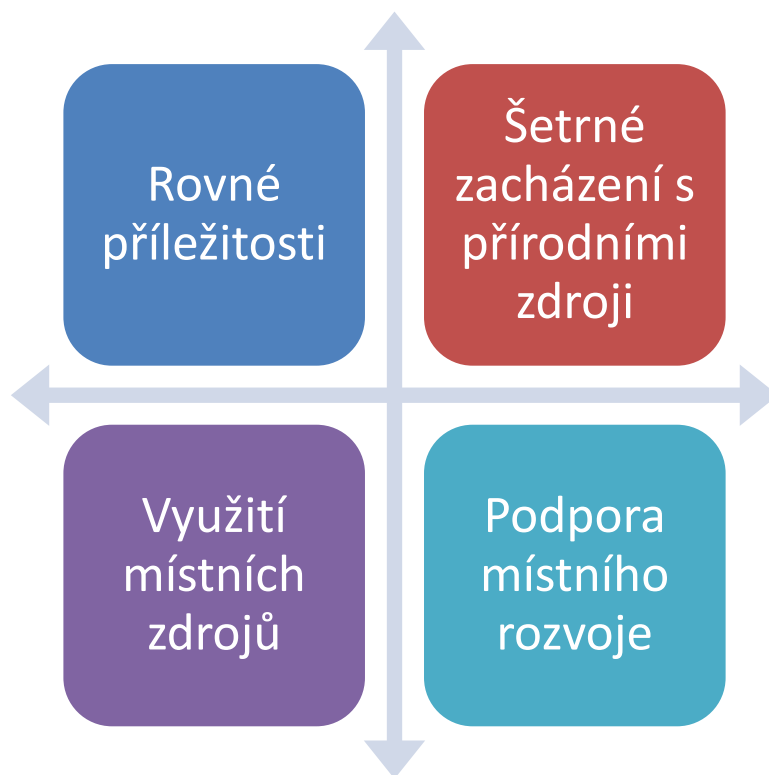 Rovné
příležitosti
Šetrné
zacházení s
přírodními
zdroji
Využití
místních
zdrojů
Podpora
místního
rozvoje